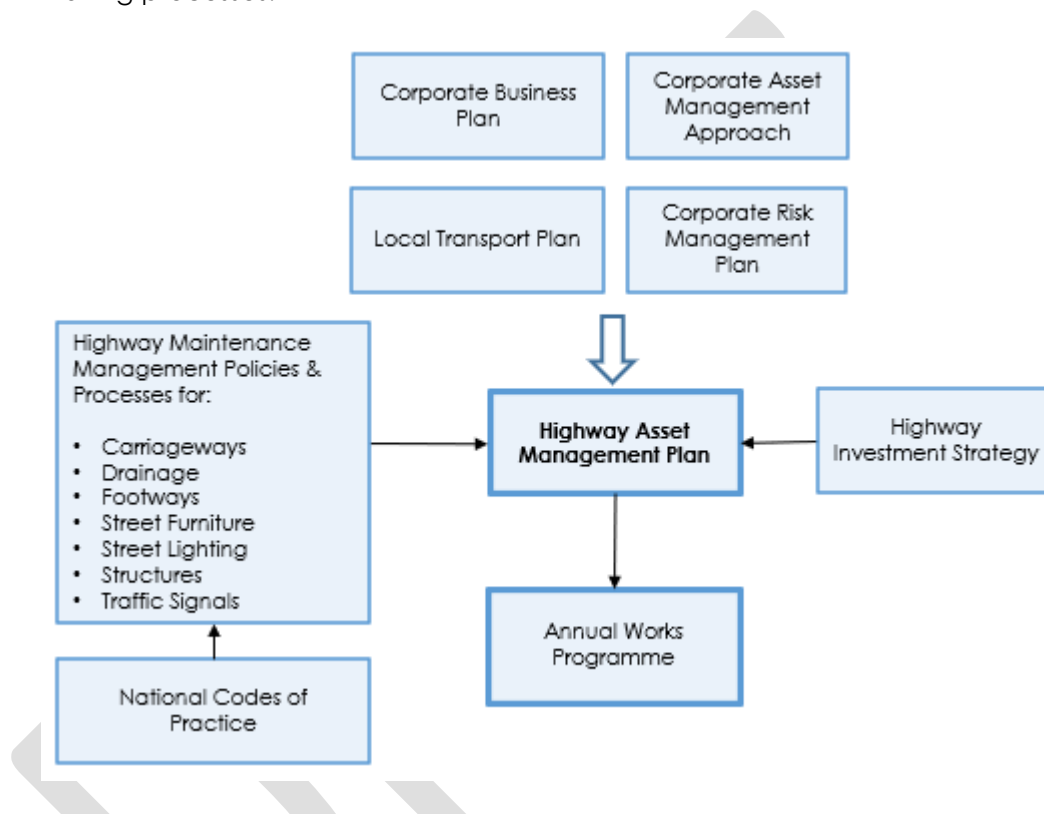 Corporate Business
Plan
Corporate Asset
Management
Approach
Local Transport Plan
Corporate Risk
Management
Plan
Highway Maintenance
Management Policies &
Processes for:
• Carriageways
• Drainage
• Footways
• Street Furniture
• Street Lighting
• Structures
• Traffic Signals
Highway Asset
Management Plan
Highway
Investment Strategy
Annual Works
Programme
National Codes of
Practice